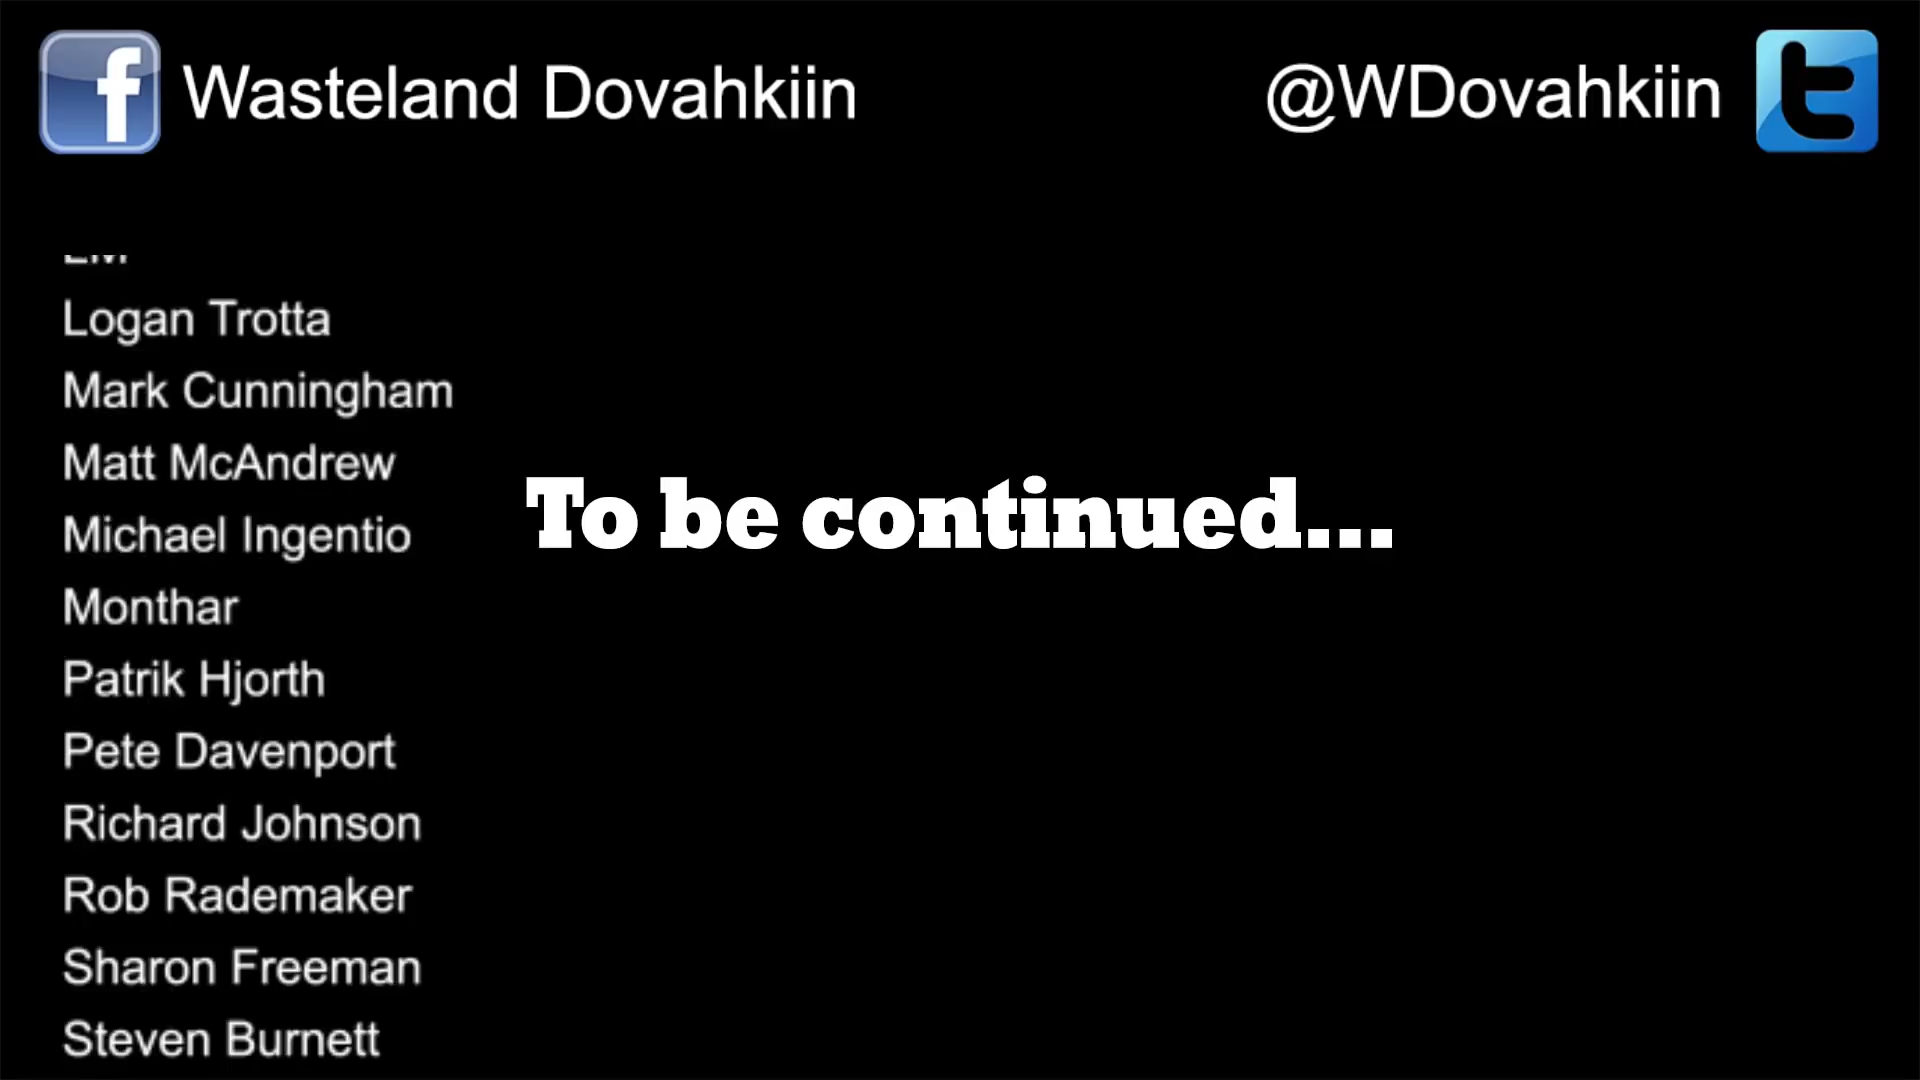 Wasteland Dovahkiin
@WDovahkiin
Logan Trotta
Mark Cunningham
Matt McAndrew
To be continued...
Michael Ingentio
Monthar
Patrik Hjorth
Pete Davenport
Richard Johnson
Rob Rademaker
Sharon Freeman
Steven Burnett